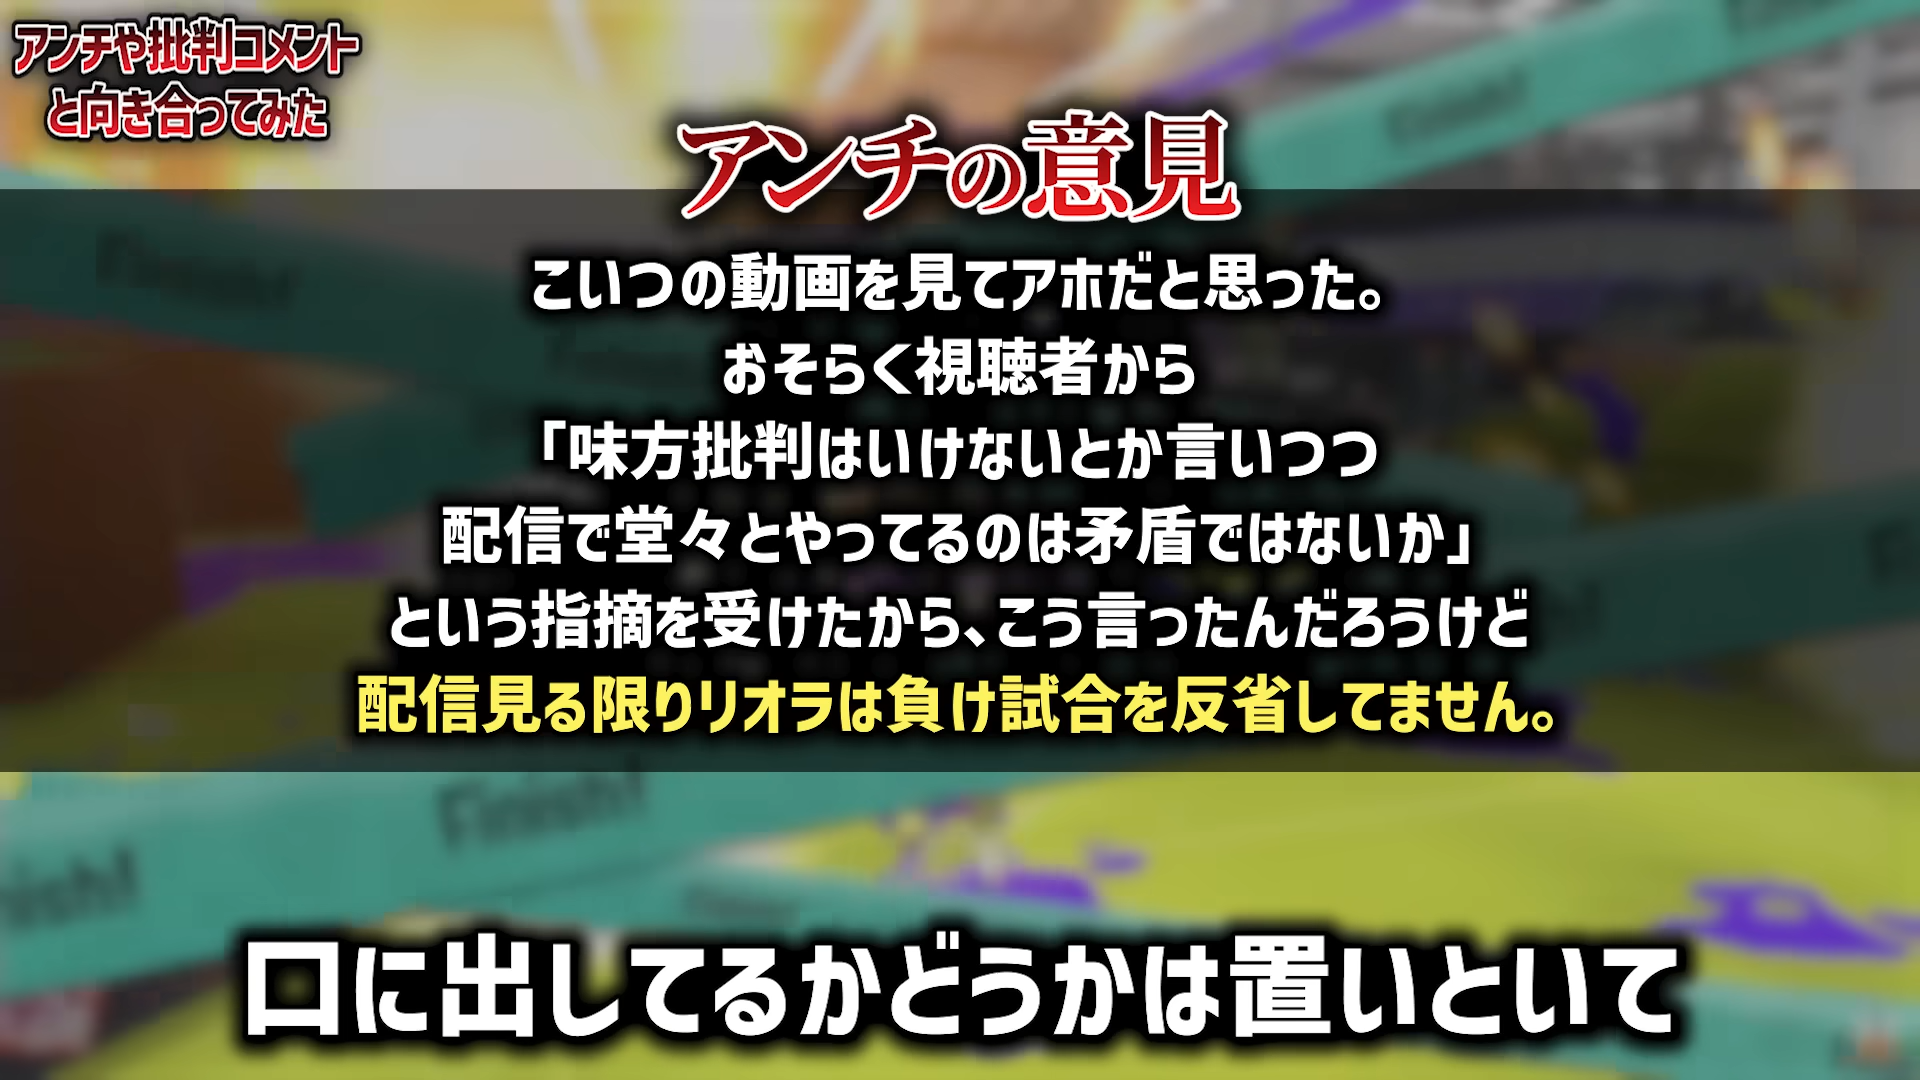 アンチや批判コメント
と向き合ってみた
アンチの意見
こいつの動画を見てアホだと思った。
おそらく視聴者から
「味方批判はいけないとか言いつつ
配信で堂々とやってるのは矛盾ではないか」
という指摘を受けたから、こう言ったんだろうけど
配信見る限りリオラは負け試合を反省してません。
Finish!
Finish!
Finish!
nish!
口に出してるかどうかは置いといて